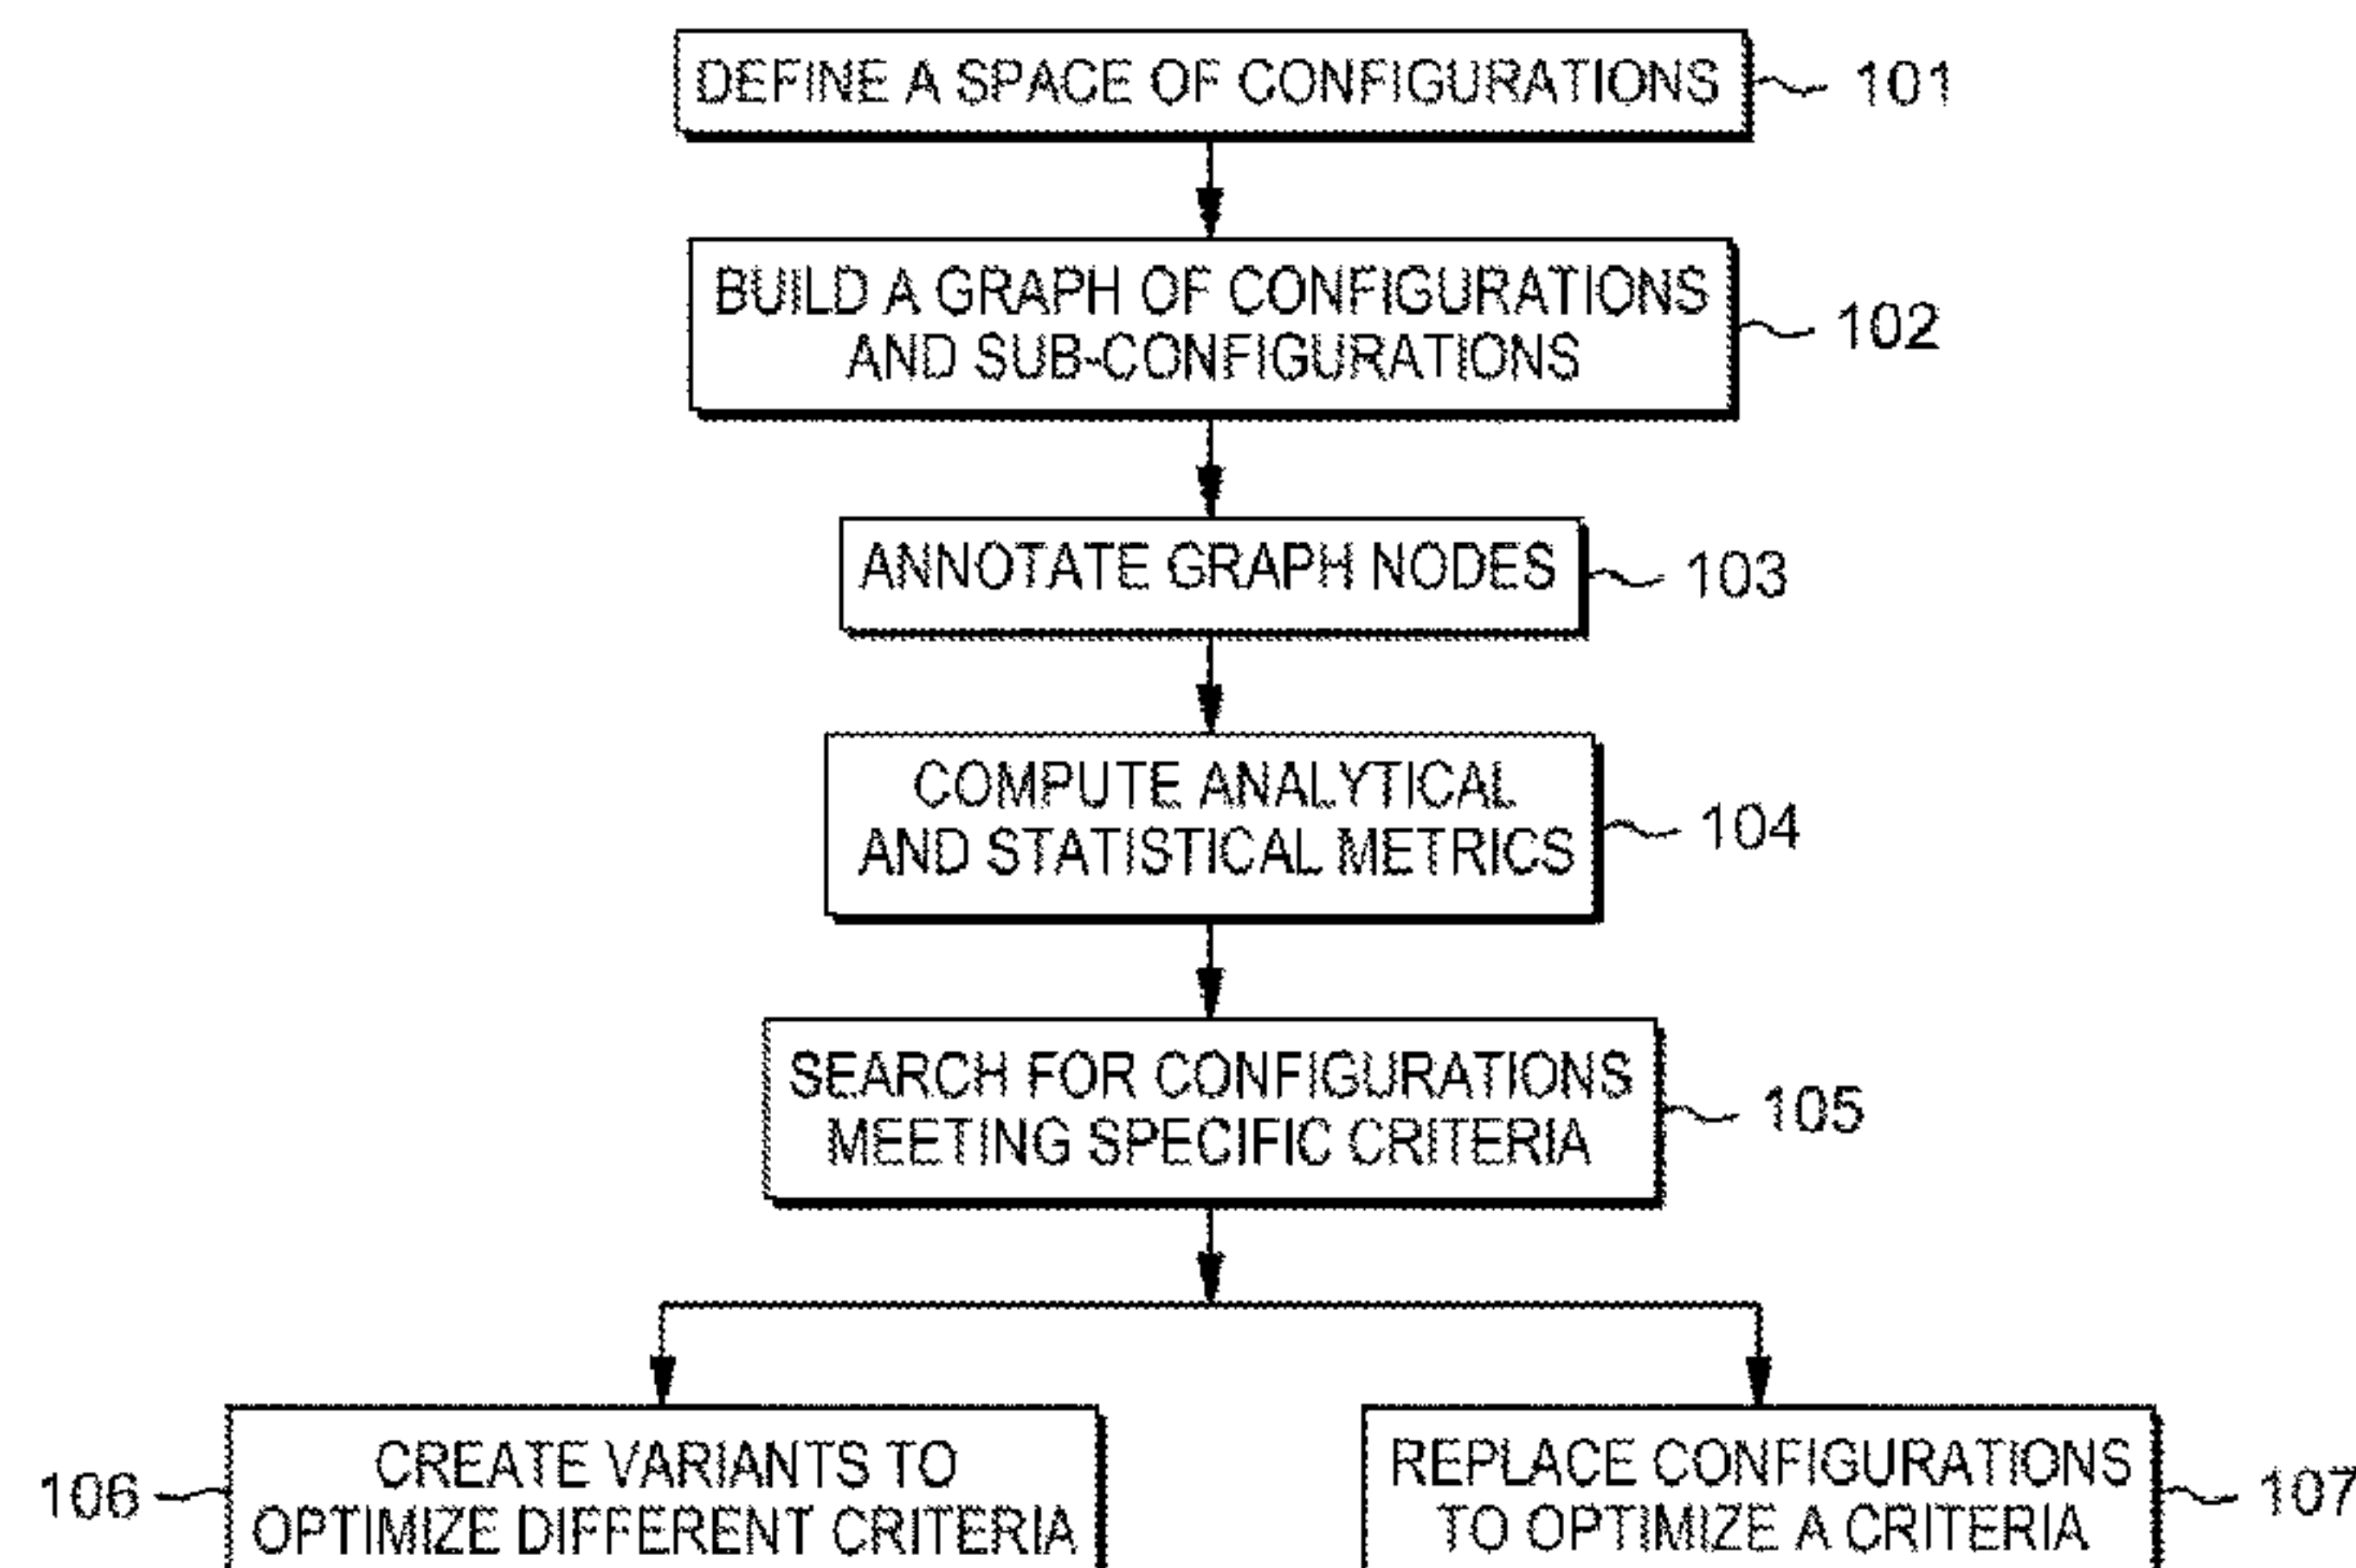 DEFINE A SPACE OF CONFIGURATIONS
101
BUILD A GRAPH OF CONFIGURATIONS
AND SUB-CONFIGURATIONS
102
ANNOTATE GRAPH NODES
103
COMPUTE ANALYTICAL
AND STATISTICAL METRICS
104
SEARCH FOR CONFIGURATIONS
MEETING SPECIFIC CRITERIA
105
106
CREATE VARIANTS TO
OPTIMIZE DIFFERENT CRITERIA
REPLACE CONFIGURATIONS
TO OPTIMIZE A CRITERIA
107